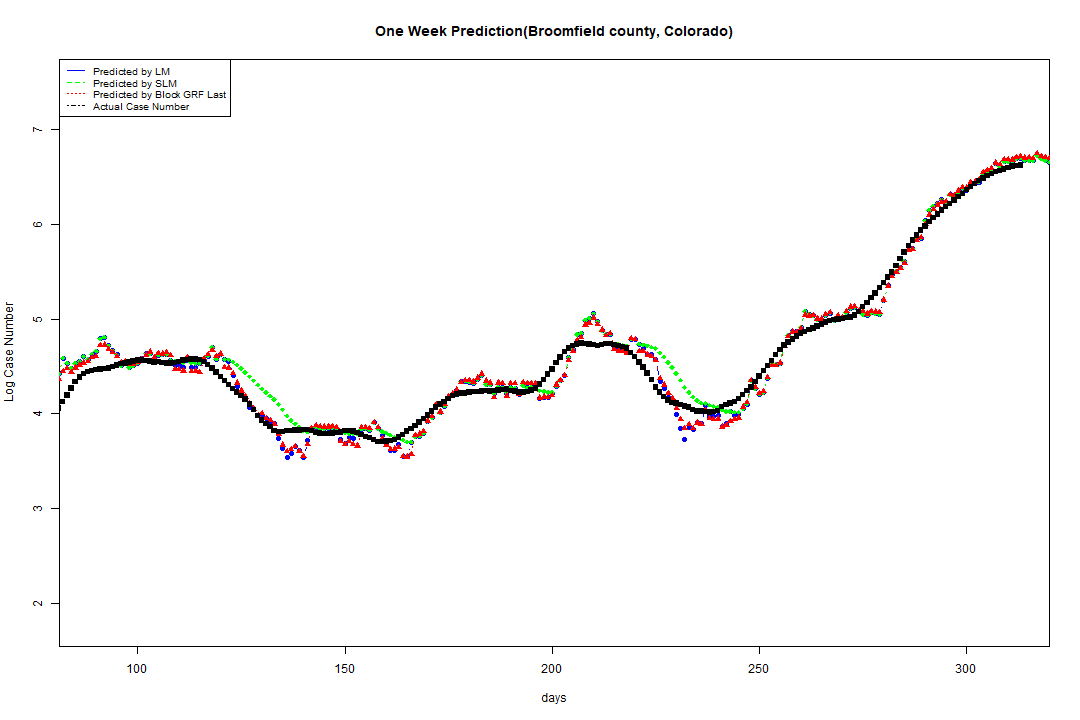 One Week Prediction(Broomfield county, Colorado)
Predicted by LM
Predicted by SLM
Predicted by Block GRF Last
Actual Case Number
7
6
5
4
3
2
Log Case Number
100 150 200 250 300
days